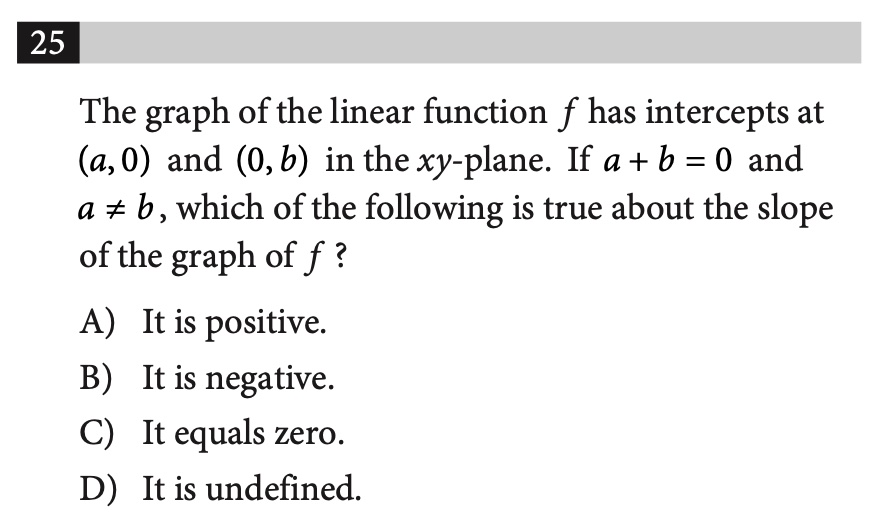 25
The graph of the linear function f has intercepts at
(a, 0) and (0, b) in the xy-plane. If a + b = 0 and
a ≠ b, which of the following is true about the slope
of the graph of f ?
A) It is positive.
B) It is negative.
C) It equals zero.
D) It is undefined.